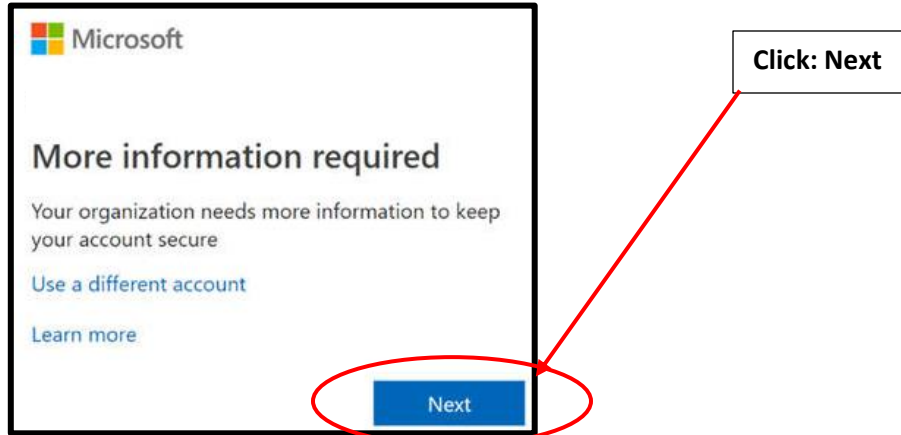 Microsoft
Click: Next
More information required
Your organization needs more information to keep
your account secure
Use a different account
Learn more
Next